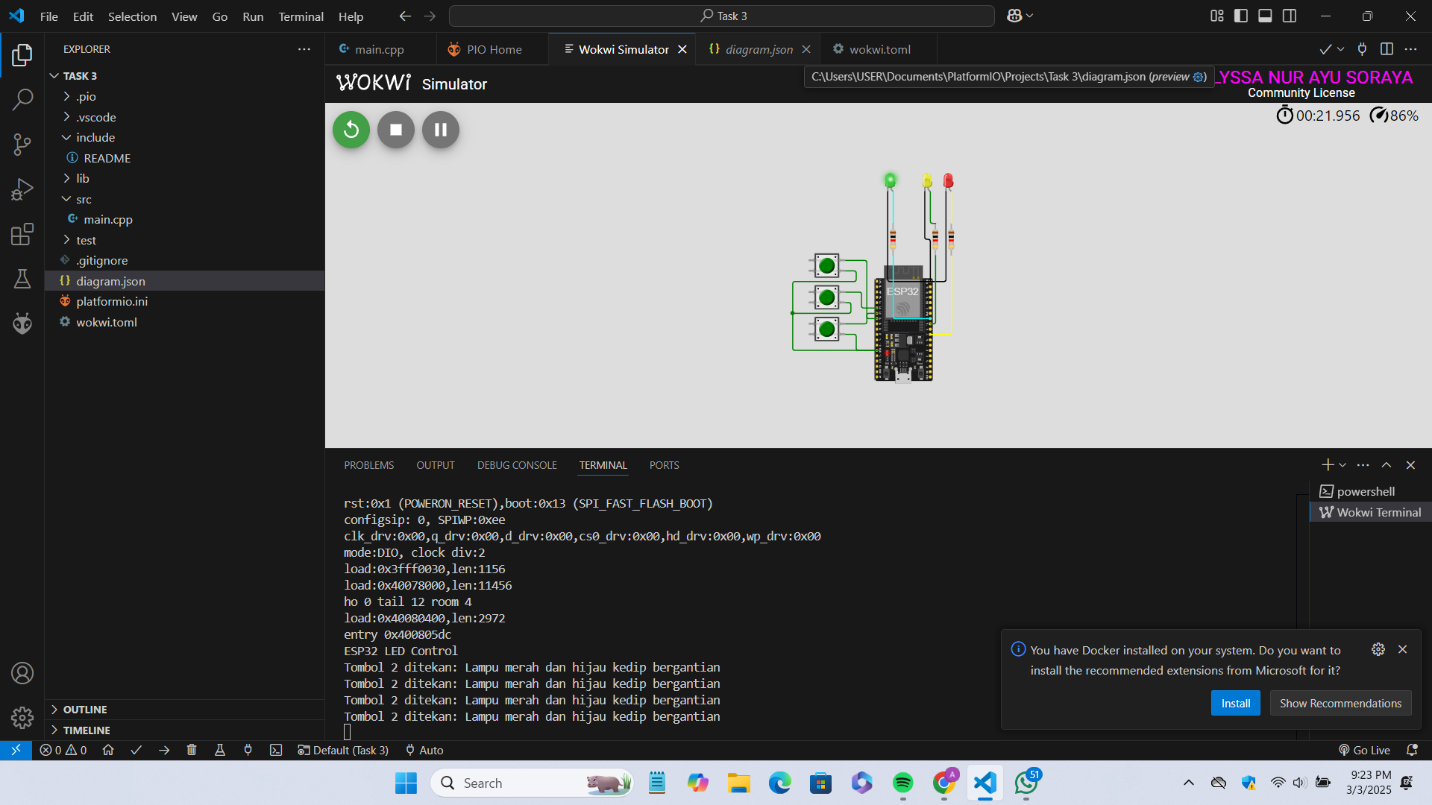 File Edit Selection View Go Run Terminal Help
Task 3
EXPLORER
main.cpp
PIO Home
Wokwi Simulator
diagram.json
wokwi.toml
C:\Users\USER\Documents\PlatformIO\Projects\Task 3\diagram.json (preview)
TASK 3
.pio
.vscode
include
README
lib
src
main.cpp
test
.gitignore
diagram.json
platformio.ini
wokwi.toml
OUTLINE
TIMELINE
WOKWI Simulator
LYSSA NUR AYU SORAYA
Community License
00:21.956 86%
ESP32
PROBLEMS OUTPUT DEBUG CONSOLE TERMINAL PORTS
powershell
Wokwi Terminal
rst:0x1 (POWERON_RESET),boot:0x13 (SPI_FAST_FLASH_BOOT)
configsip: 0, SPIWP:0xee
clk_drv:0x00,q_drv:0x00,d_drv:0x00,cs0_drv:0x00,hd_drv:0x00,wp_drv:0x00
mode:DIO, clock div:2
load:0x3fff0030,len:1156
load:0x40078000,len:11456
ho 0 tail 12 room 4
load:0x40080400,len:2972
entry 0x400805dc
ESP32 LED Control
Tombol 2 ditekan: Lampu merah dan hijau kedip bergantian
Tombol 2 ditekan: Lampu merah dan hijau kedip bergantian
Tombol 2 ditekan: Lampu merah dan hijau kedip bergantian
Tombol 2 ditekan: Lampu merah dan hijau kedip bergantian
You have Docker installed on your system. Do you want to
install the recommended extensions from Microsoft for it?
Install
Show Recommendations
0 0 Default (Task 3) Auto Go Live
Search
51
9:23 PM
3/3/2025